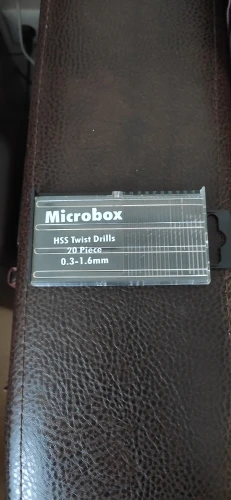 Microbox
HSS Twist Drills
20 Piece
0.3-1.6mm